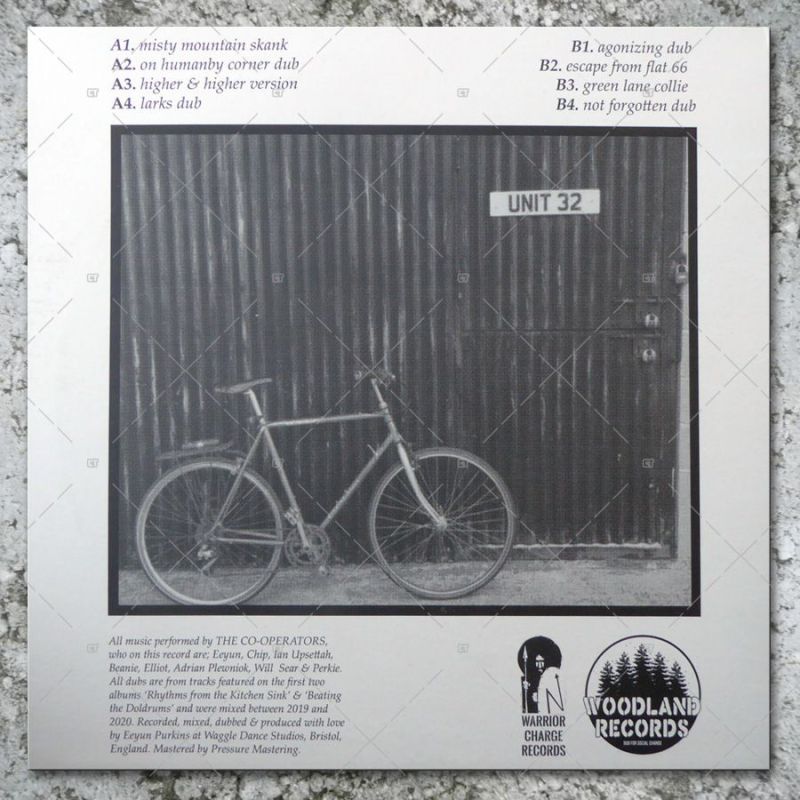 A1. misty mountain skank
A2. on humanby corner dub
A3. higher & higher version
A4. larks dub
B1. agonizing dub
B2. escape from flat 66
B3. green lane collie
B4. not forgotten dub
UNIT 32
All music performed by THE CO-OPERATORS,
who on this record are; Eeyun, Chip, Ian Upsettah,
Beanie, Elliot, Adrian Plewniok, Will Sear & Perkie.
All dubs are from tracks featured on the first two
albums 'Rhythms from the Kitchen Sink' & 'Beating
the Doldrums' and were mixed between 2019 and
2020. Recorded, mixed, dubbed & produced with love
by Eeyun Purkins at Waggle Dance Studios, Bristol,
England. Mastered by Pressure Mastering.
WARRIOR
CHARGE
RECORDS
WOODLAND
RECORDS
DUB FOR SOCIAL CHANGE